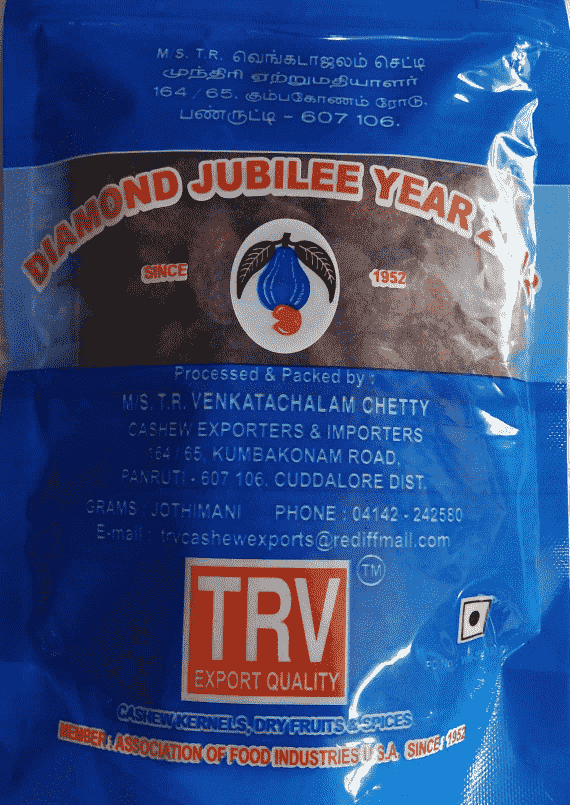 M/S. T.R. வெங்கடாஜலம் செட்டி
முந்திரி ஏற்றுமதியாளர்
164 / 65. கும்பகோணம் ரோடு.
பண்ருட்டி - 607 106.
DIAMOND JUBILEE YEAR
SINCE 1952
Processed & Packed by :
M/S. T.R. VENKATACHALAM CHETTY
CASHEW EXPORTERS & IMPORTERS
164 / 65, KUMBAKONAM ROAD,
PANRUTI - 607 106. CUDDALORE DIST.
GRAMS : JOTHIMANI PHONE : 04142 - 242580
E-mail : trvcashewexports@rediffmail.com
TM
TRV
EXPORT QUALITY
CASHEW KERNELS, DRY FRUITS & SPICES
MEMBER : ASSOCIATION OF FOOD INDUSTRIES U.S.A. SINCE : 1952